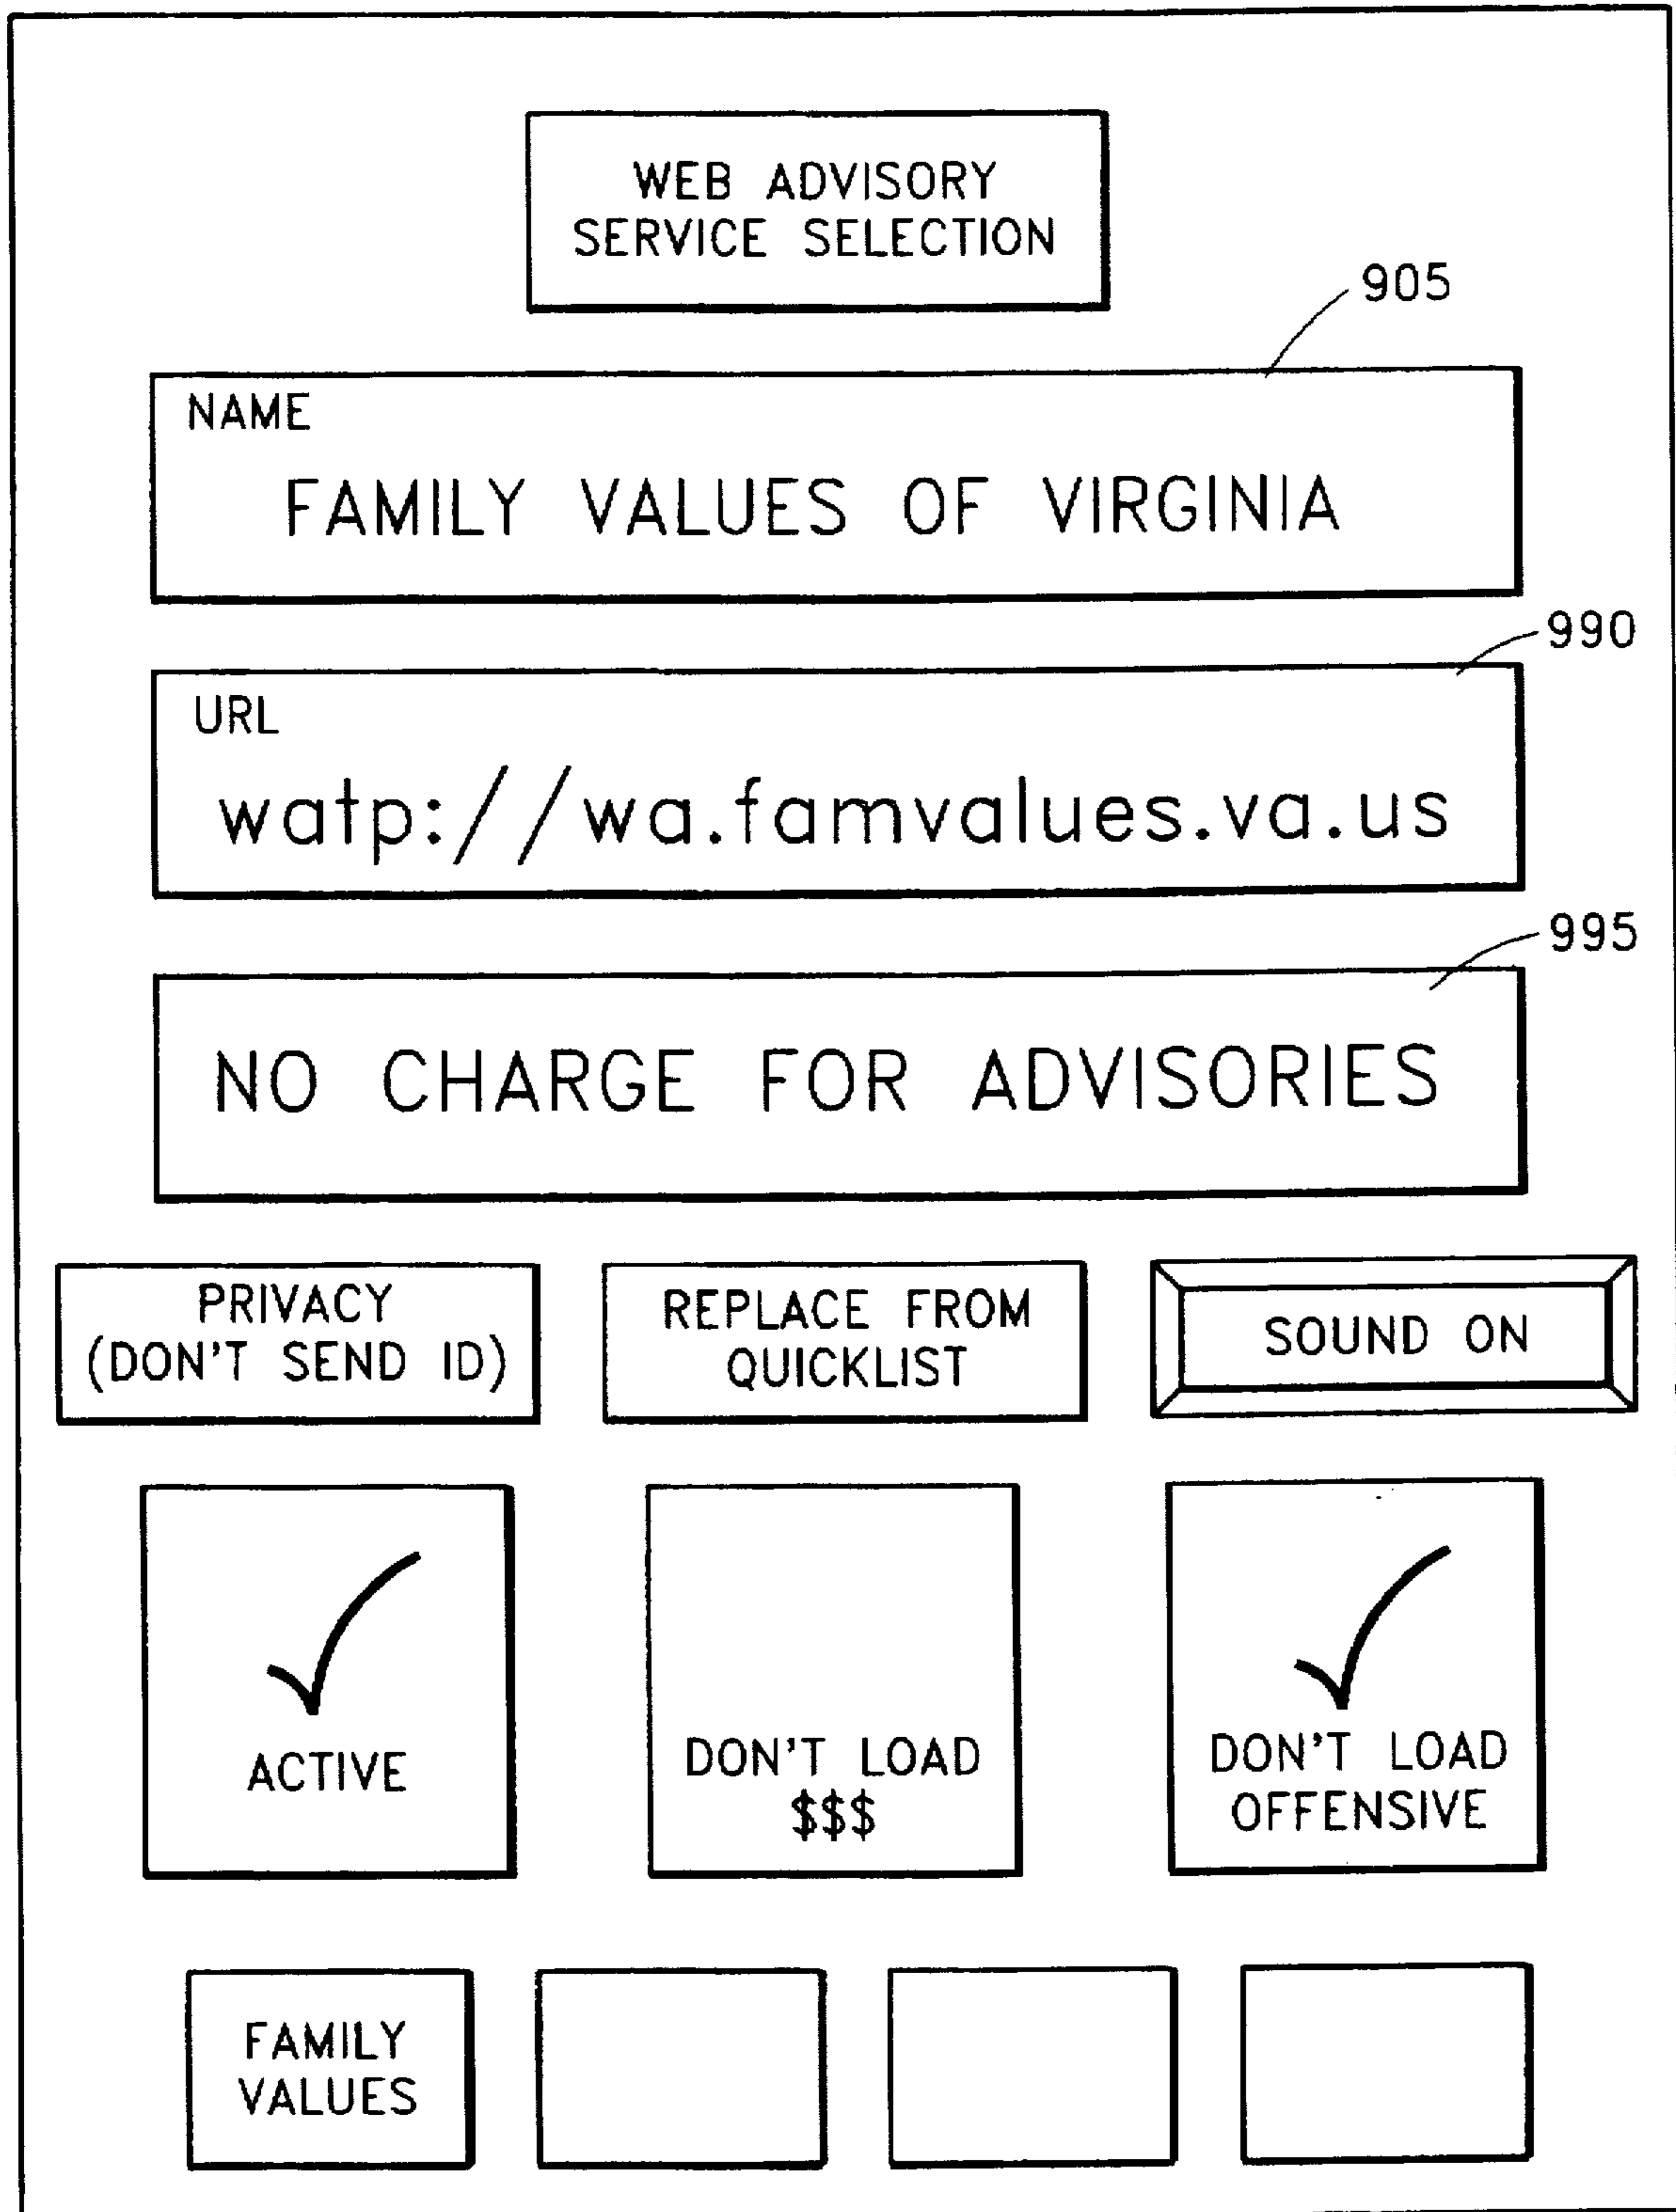 WEB ADVISORY
SERVICE SELECTION
905
NAME
FAMILY VALUES OF VIRGINIA
990
URL
watp://wa.famvalues.va.us
995
NO CHARGE FOR ADVISORIES
PRIVACY
(DON'T SEND ID)
REPLACE FROM
QUICKLIST
SOUND ON
ACTIVE
DON'T LOAD
$$$
DON'T LOAD
OFFENSIVE
FAMILY
VALUES